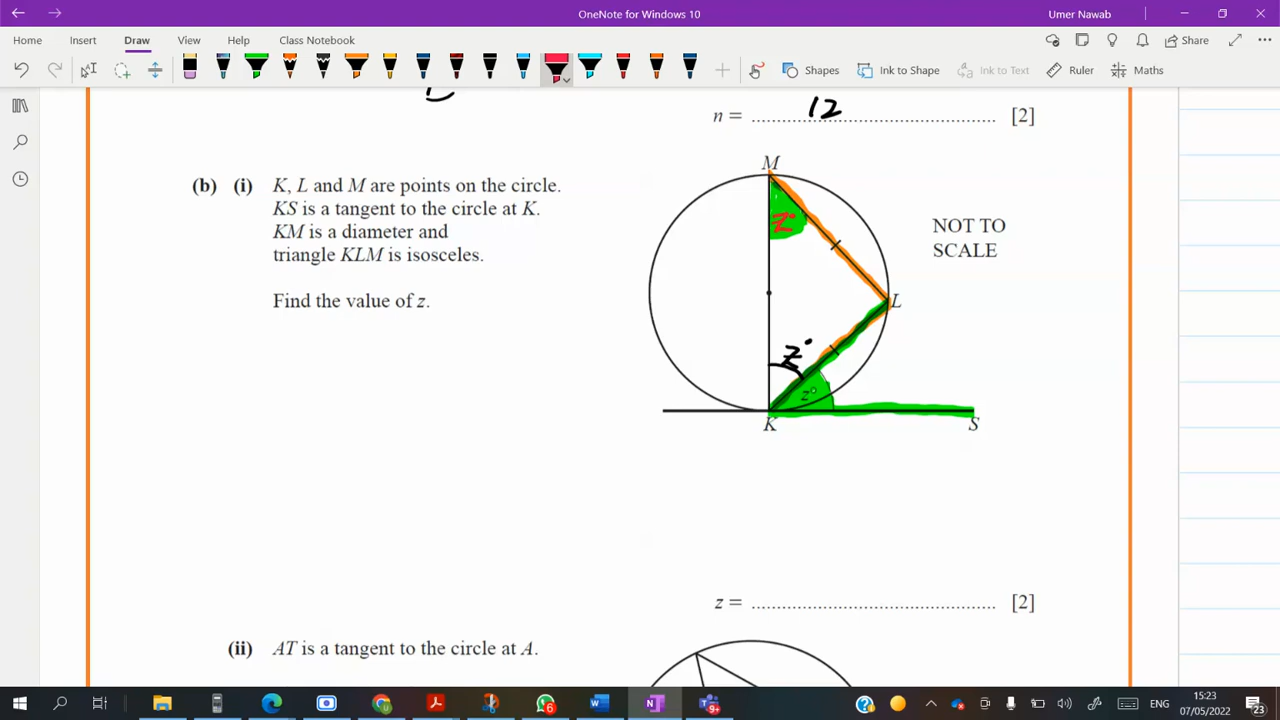 OneNote for Windows 10
Umer Nawab
Home Insert Draw View Help Class Notebook
Share
Shapes Ink to Shape Ink to Text Ruler Maths
n = 12 [2]
(b) (i) K, L and M are points on the circle.
KS is a tangent to the circle at K.
KM is a diameter and
triangle KLM is isosceles.
Find the value of z.
M
z°
L
z°
z°
K
S
NOT TO
SCALE
z = ........................................ [2]
(ii) AT is a tangent to the circle at A.
6
9+
ENG
15:23
07/05/2022
23